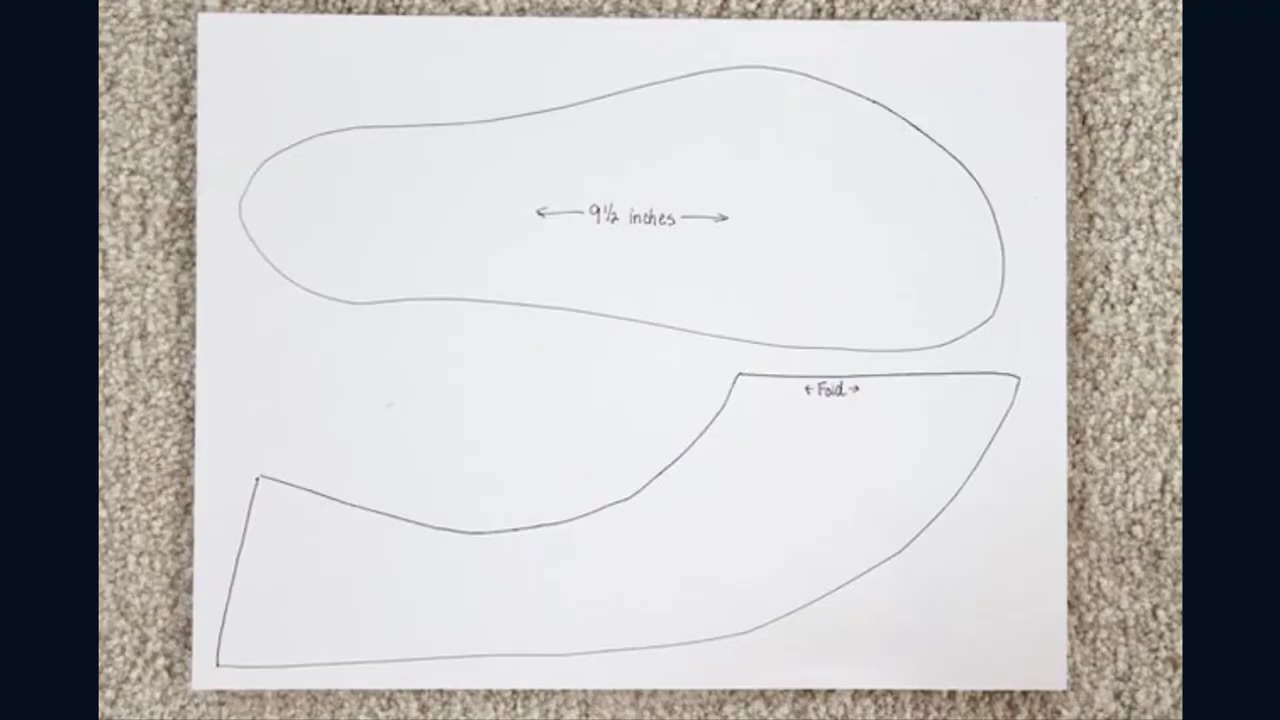 ← 9½ inches →
← Fold →